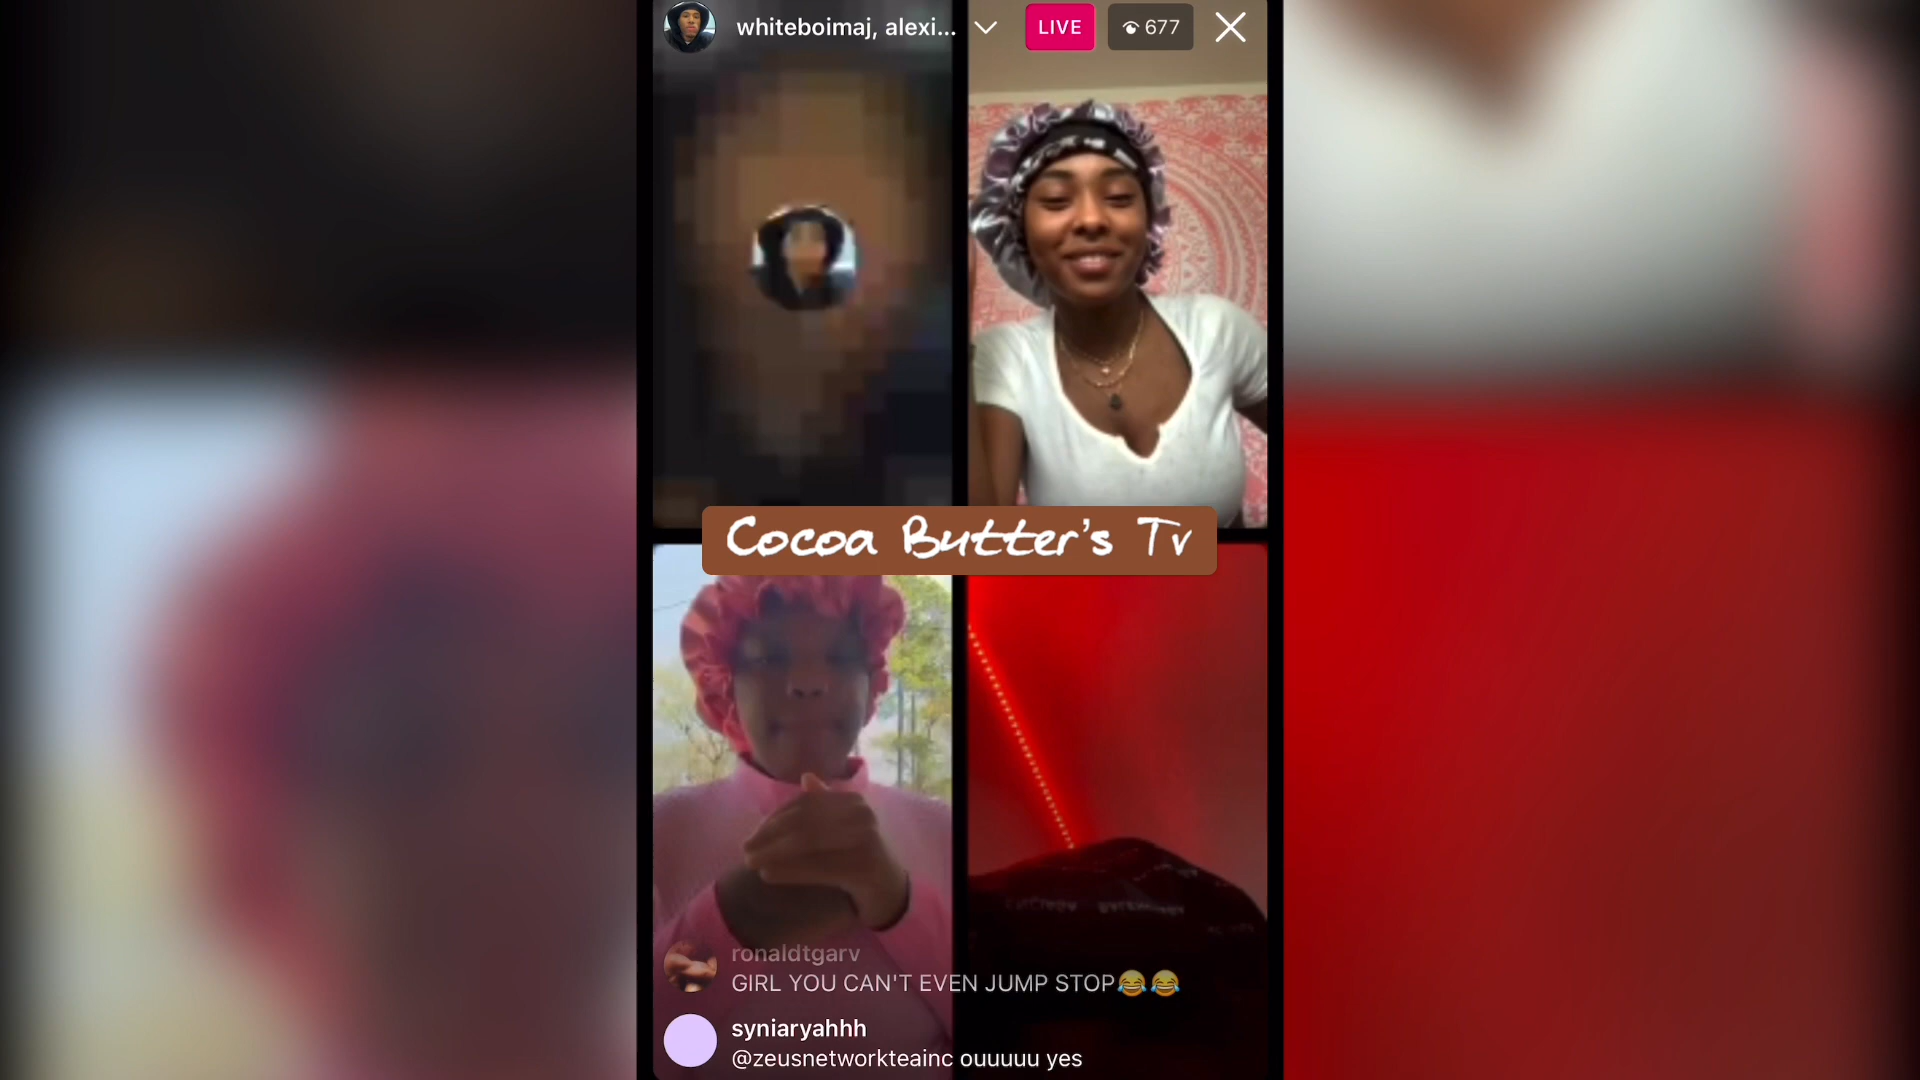 whiteboimaj, alexi...
LIVE
677
Cocoa Butter's Tv
ronaldtgarv
GIRL YOU CAN'T EVEN JUMP STOP😂😂
syniaryahhh
@zeusnetworkteainc ouuuuu yes